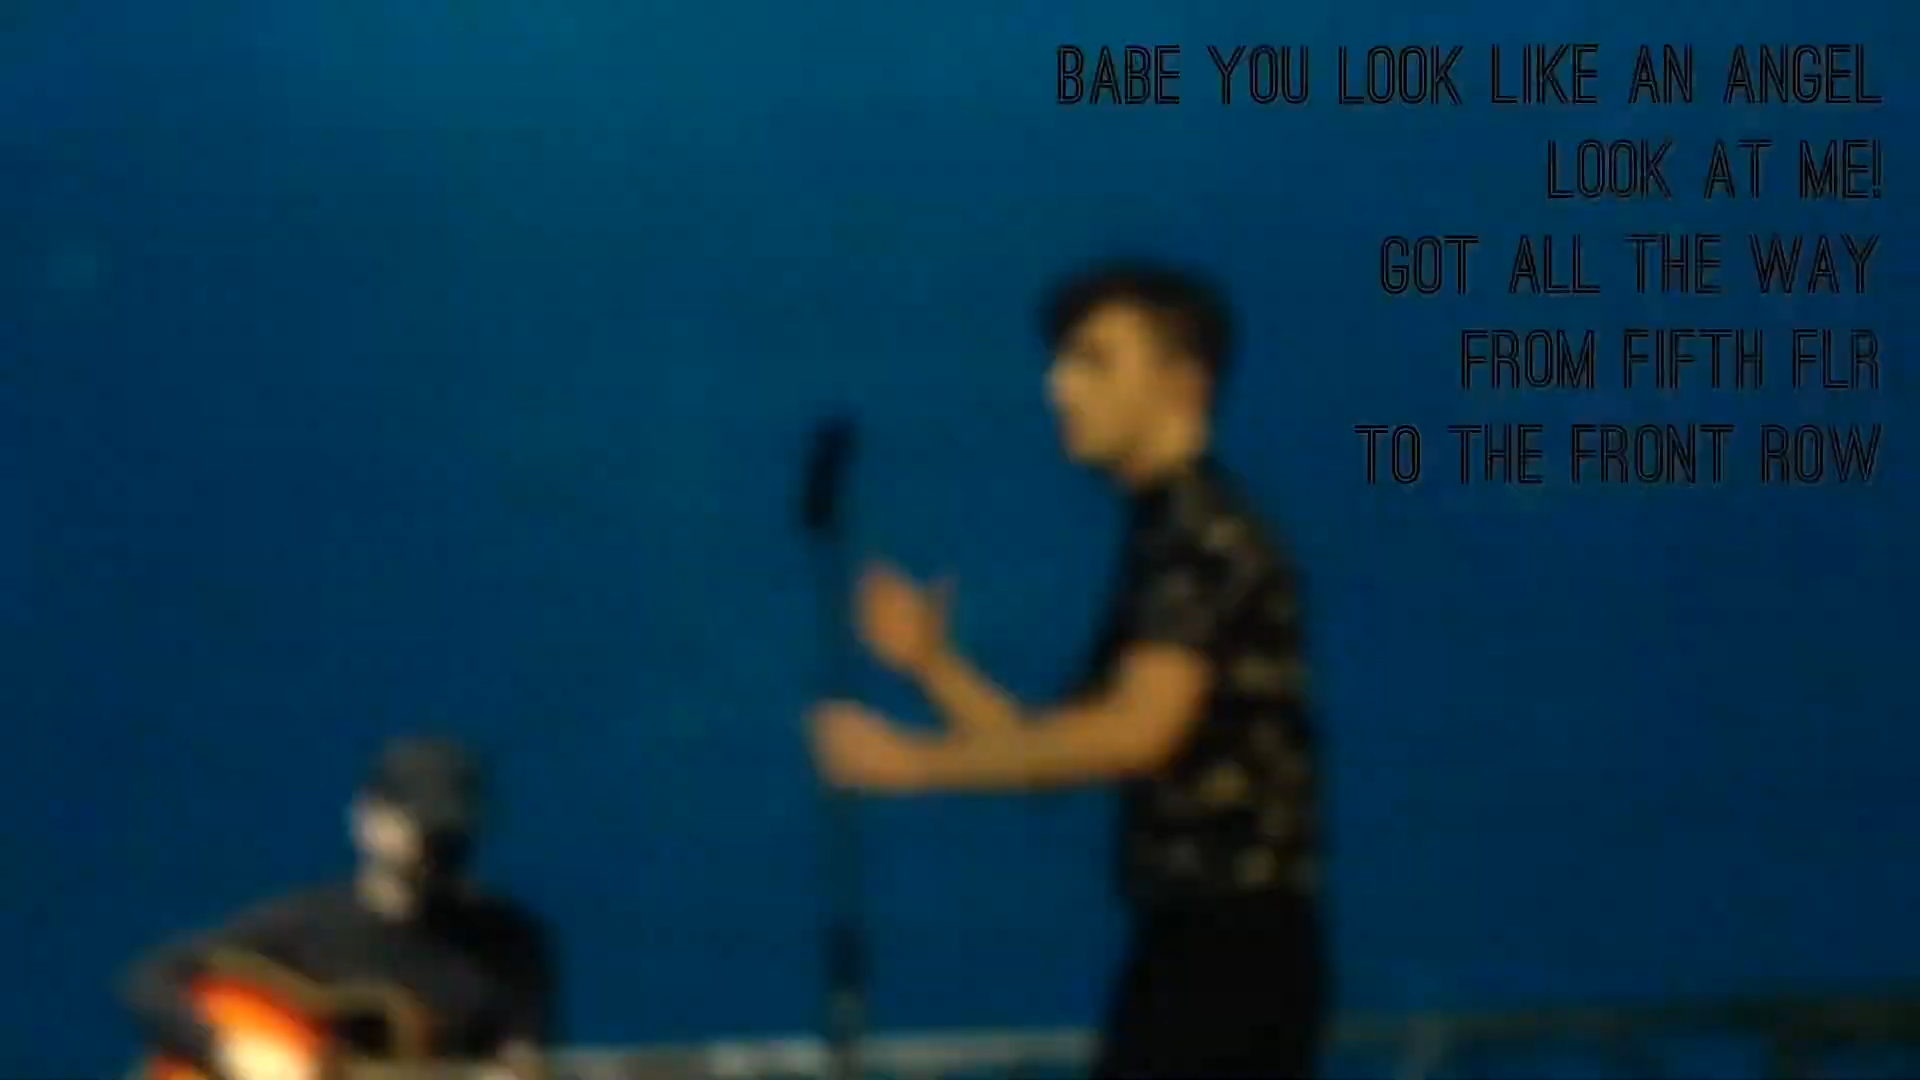 BABE YOU LOOK LIKE AN ANGEL
LOOK AT ME!
GOT ALL THE WAY
FROM FIFTH FLR
TO THE FRONT ROW